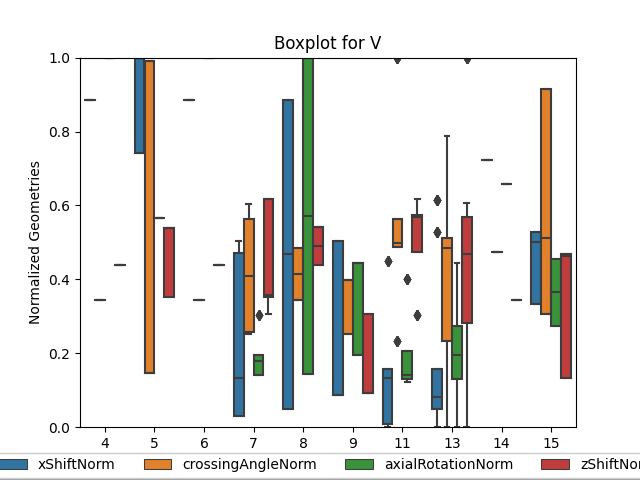 Boxplot for V
1.0
0.8
0.6
0.4
0.2
0.0
Normalized Geometries
4 5 6 7 8 9 11 13 14 15
xShiftNorm crossingAngleNorm axialRotationNorm zShiftNor